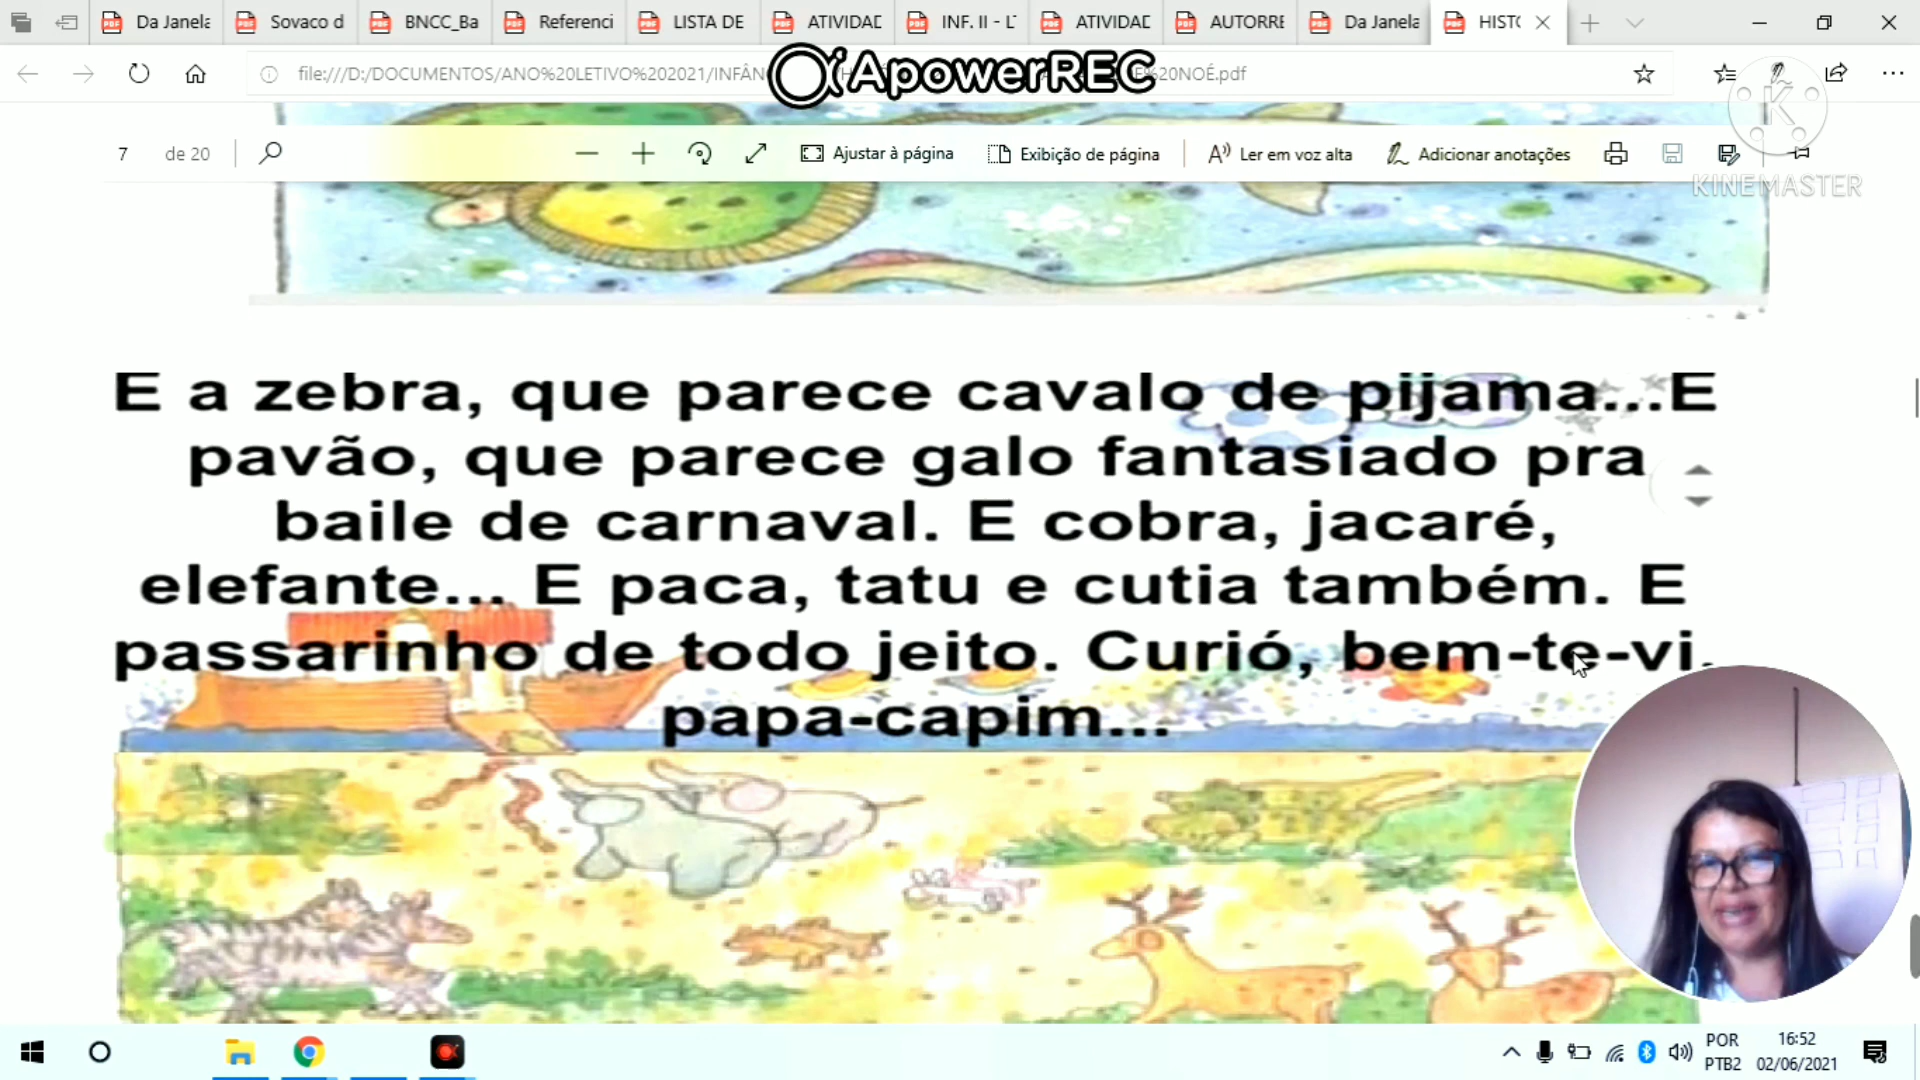 Da Janela
Sovaco d
BNCC_Ba
Referenci
LISTA DE
ATIVIDAD
INF. II - LT
ATIVIDAD
AUTORRE
Da Janela
HISTÓ
file:///D:/DOCUMENTOS/ANO%20LETIVO%202021/INFÂN
%20NOÉ.pdf
ApowerREC
7 de 20
Ajustar à página
Exibição de página
Ler em voz alta
Adicionar anotações
KINEMASTER
E a zebra, que parece cavalo de pijama...E
pavão, que parece galo fantasiado pra
baile de carnaval. E cobra, jacaré,
elefante... E paca, tatu e cutia também. E
passarinho de todo jeito. Curió, bem-te-vi,
papa-capim...
POR
PTB2
16:52
02/06/2021